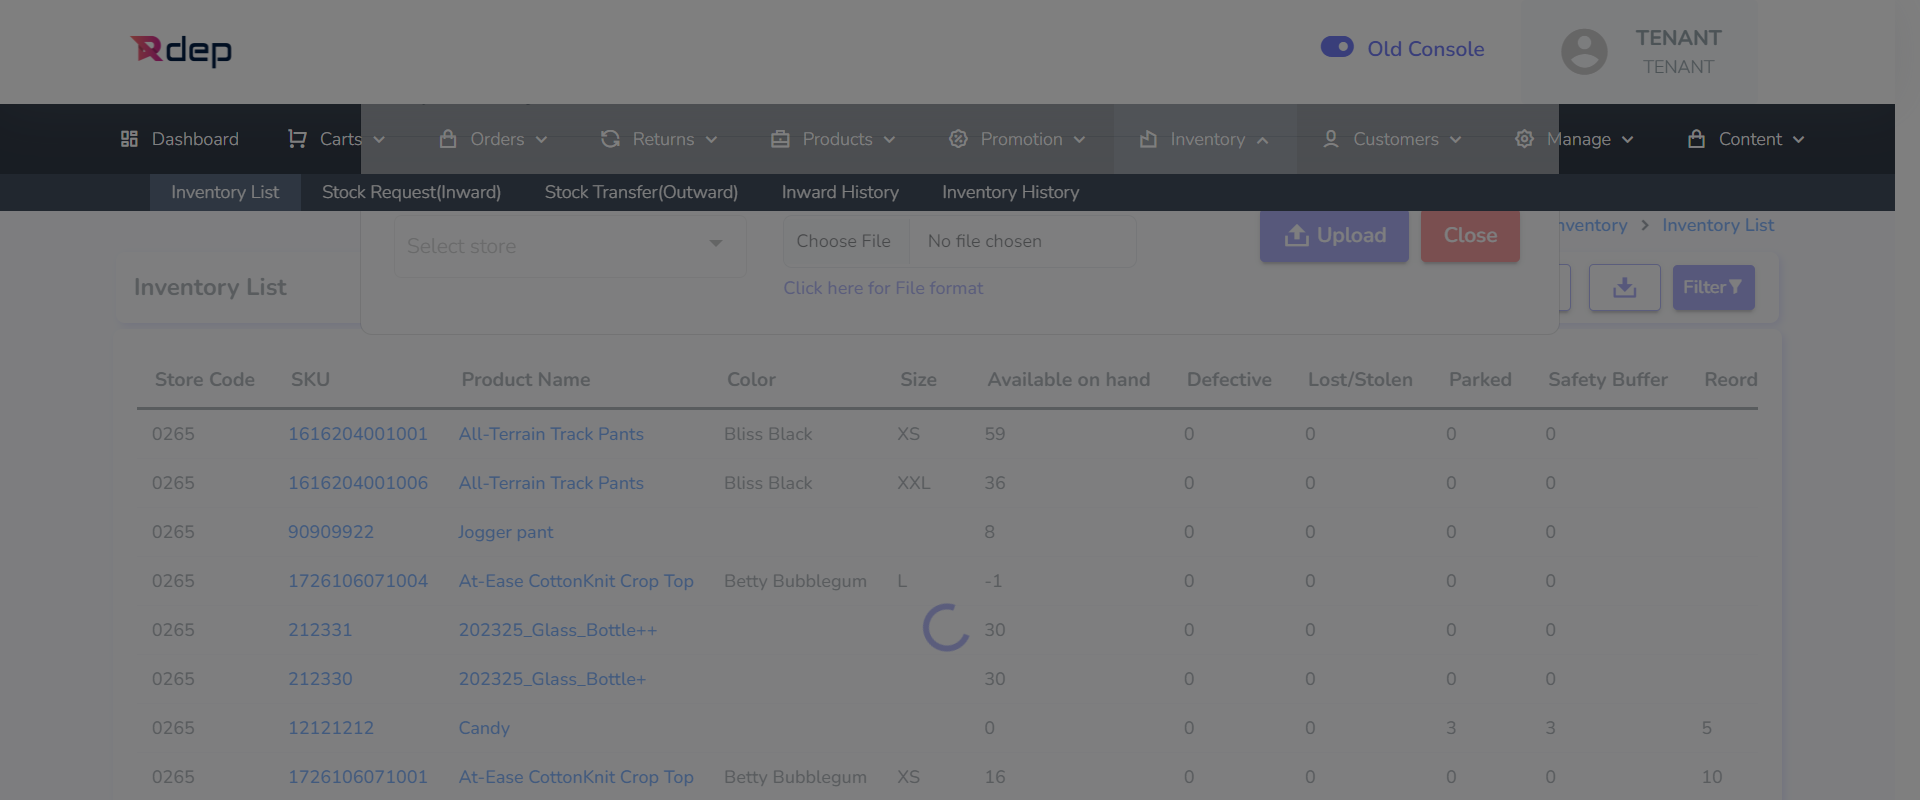 Rdep
Old Console
TENANT
TENANT
Dashboard Carts Orders Returns Products Promotion Inventory Customers Manage Content
Inventory List Stock Request(Inward) Stock Transfer(Outward) Inward History Inventory History
nventory > Inventory List
Select store Choose File No file chosen Upload Close
Click here for File format
Inventory List Filter
Store Code SKU Product Name Color Size Available on hand Defective Lost/Stolen Parked Safety Buffer Reord
0265 1616204001001 All-Terrain Track Pants Bliss Black XS 59 0 0 0 0
0265 1616204001006 All-Terrain Track Pants Bliss Black XXL 36 0 0 0 0
0265 90909922 Jogger pant 8 0 0 0 0
0265 1726106071004 At-Ease CottonKnit Crop Top Betty Bubblegum L -1 0 0 0 0
0265 212331 202325_Glass_Bottle++ 30 0 0 0 0
0265 212330 202325_Glass_Bottle+ 30 0 0 0 0
0265 12121212 Candy 0 0 0 3 3 5
0265 1726106071001 At-Ease CottonKnit Crop Top Betty Bubblegum XS 16 0 0 0 0 10